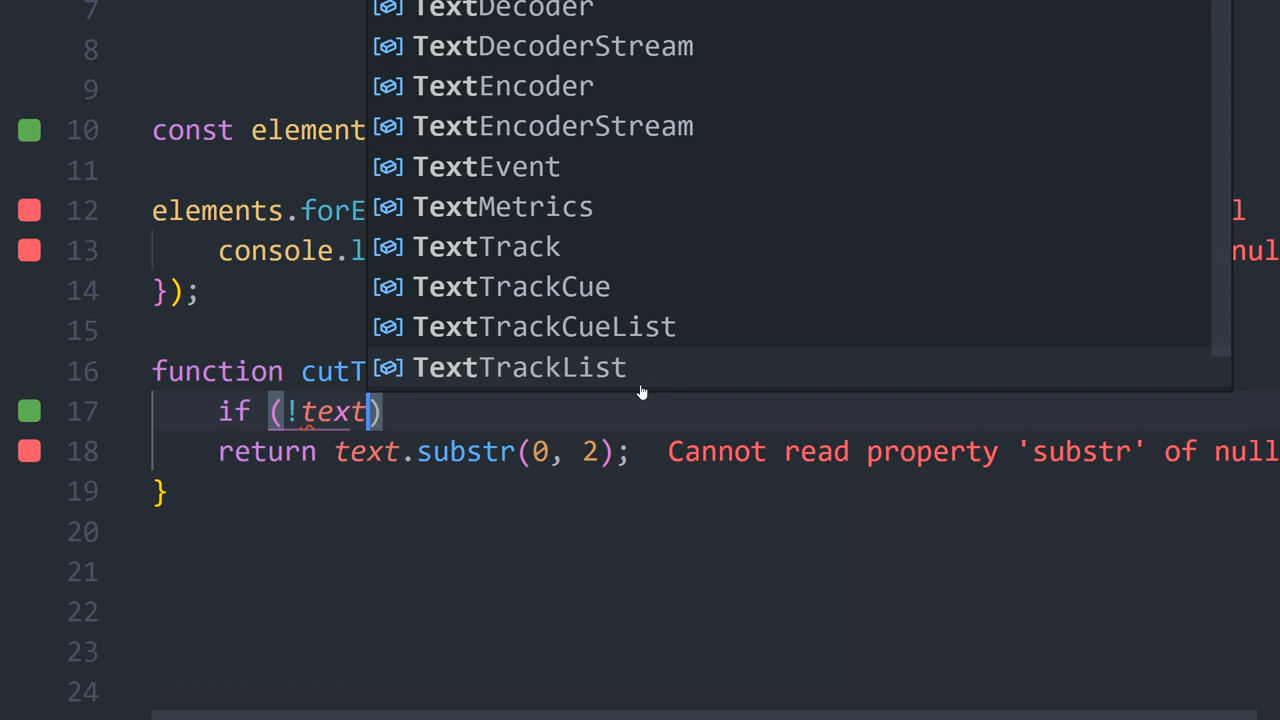 7
TextDecoder
8
TextDecoderStream
9
TextEncoder
10 const element
TextEncoderStream
11
TextEvent
12 elements.forE
TextMetrics
l
13 console.l
TextTrack
nul
14 });
TextTrackCue
15
TextTrackCueList
16 function cutT
TextTrackList
17 if (!text)
18 return text.substr(0, 2); Cannot read property 'substr' of null
19 }
20
21
22
23
24